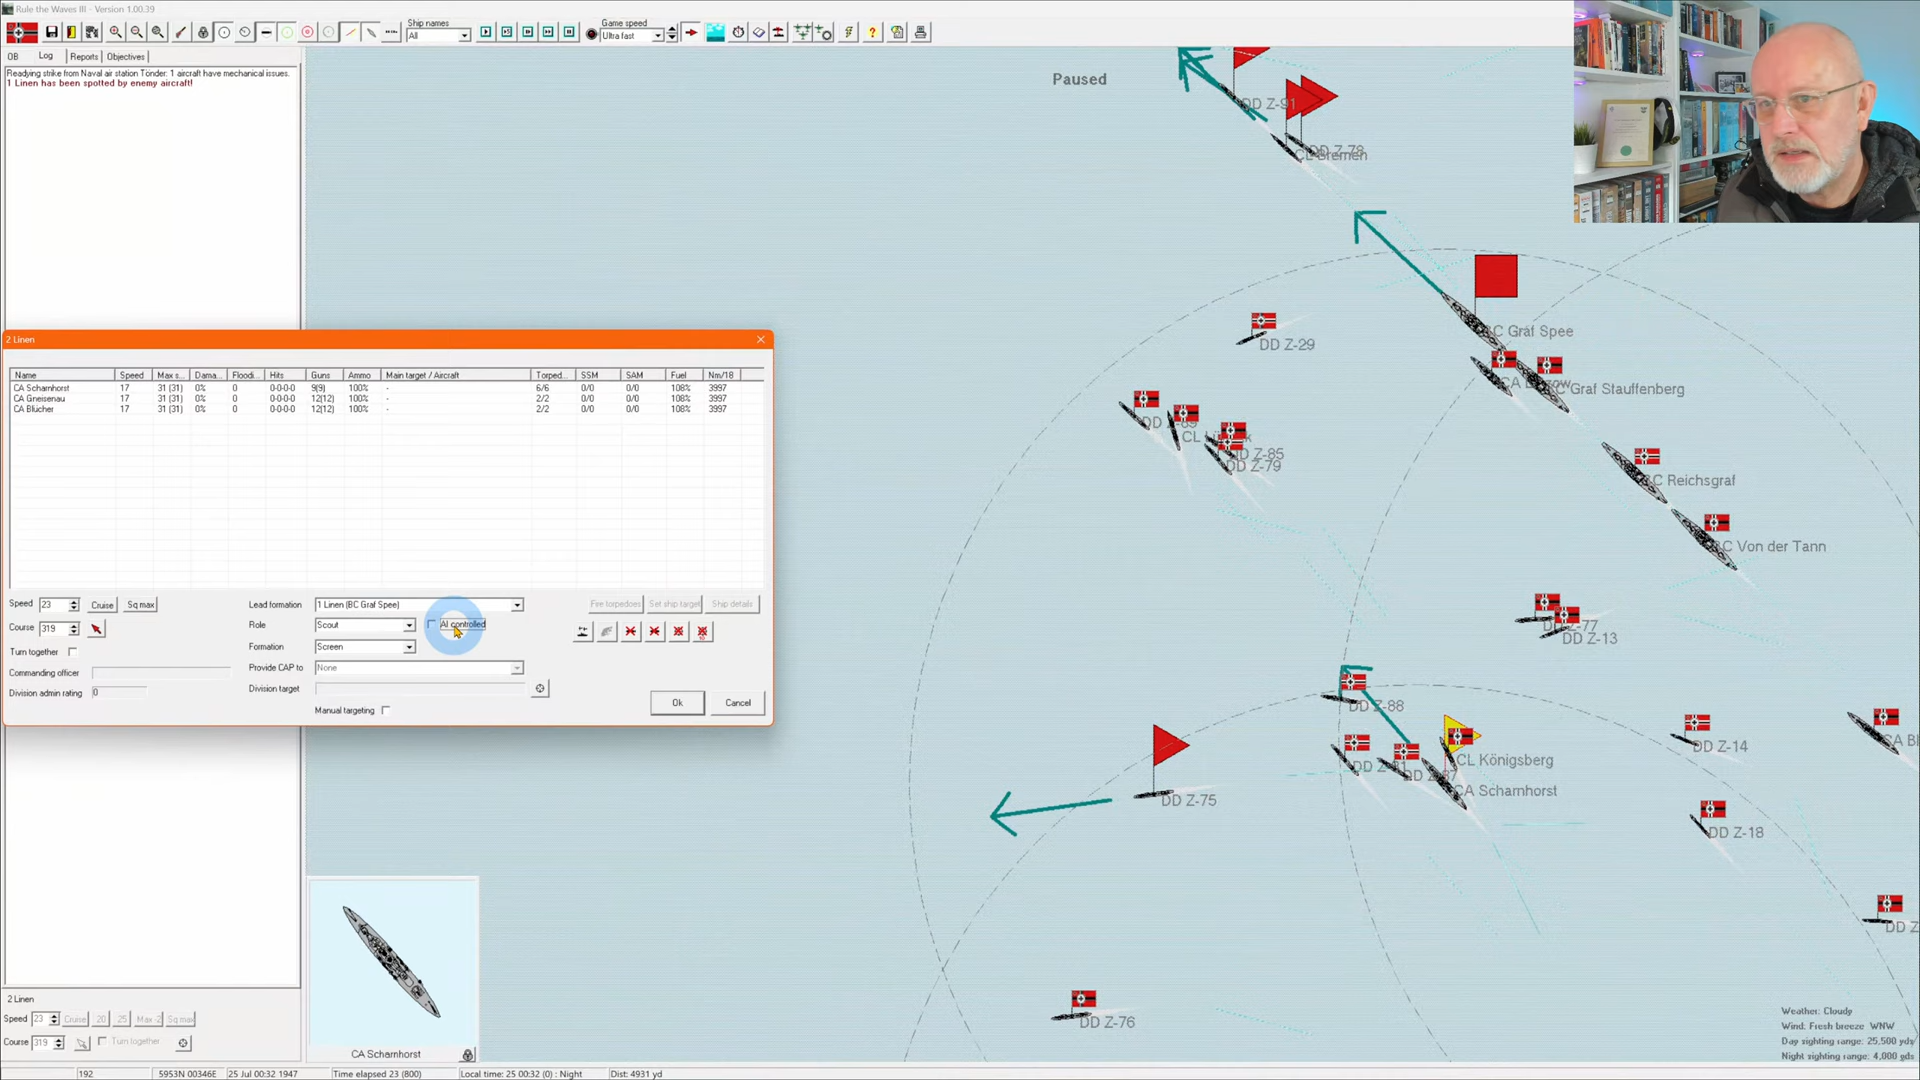 Rule the Waves III - Version 1.00.39
Ship names
All
Game speed
Ultra fast
OB Log Reports Objectives
Readying strike from Naval air station Tönder: 1 aircraft have mechanical issues.
1 Linen has been spotted by enemy aircraft!
Paused
DD Z-91
DD Z-78
CL Bremen
BC Graf Spee
DD Z-29
BC Graf Stauffenberg
DD Z-85
DD Z-79
BC Reichsgraf
BC Von der Tann
DD Z-77
DD Z-13
DD Z-88
CL Königsberg
CA Scharnhorst
DD Z-75
DD Z-14
DD Z-18
DD Z-76
2 Linen
Name Speed Max s... Dama... Floodi... Hits Guns Ammo Main target / Aircraft Torped... SSM SAM Fuel Nm/18
CA Scharnhorst 17 31 (31) 0% 0 0-0-0-0 9(9) 100% - 6/6 0/0 0/0 108% 3997
CA Gneisenau 17 31 (31) 0% 0 0-0-0-0 12(12) 100% - 2/2 0/0 0/0 108% 3997
CA Blücher 17 31 (31) 0% 0 0-0-0-0 12(12) 100% - 2/2 0/0 0/0 108% 3997
Speed 23 Cruise Sq max
Lead formation 1 Linen (BC Graf Spee)
Fire torpedoes Set ship target Ship details
Course 319
Role Scout AI controlled
Turn together
Formation Screen
Commanding officer
Provide CAP to None
Division admin rating 0
Division target
Manual targeting
Ok Cancel
2 Linen
Speed 23 Cruise 20 25 Max -2 Sq max
Course 319 Turn together
CA Scharnhorst
Weather: Cloudy
Wind: Fresh breeze WNW
Day sighting range: 25,500 yds
Night sighting range: 4,000 yds
192 5953N 00346E 25 Jul 00:32 1947 Time elapsed 23 (800) Local time: 25 00:32 (0) : Night Dist: 4931 yd